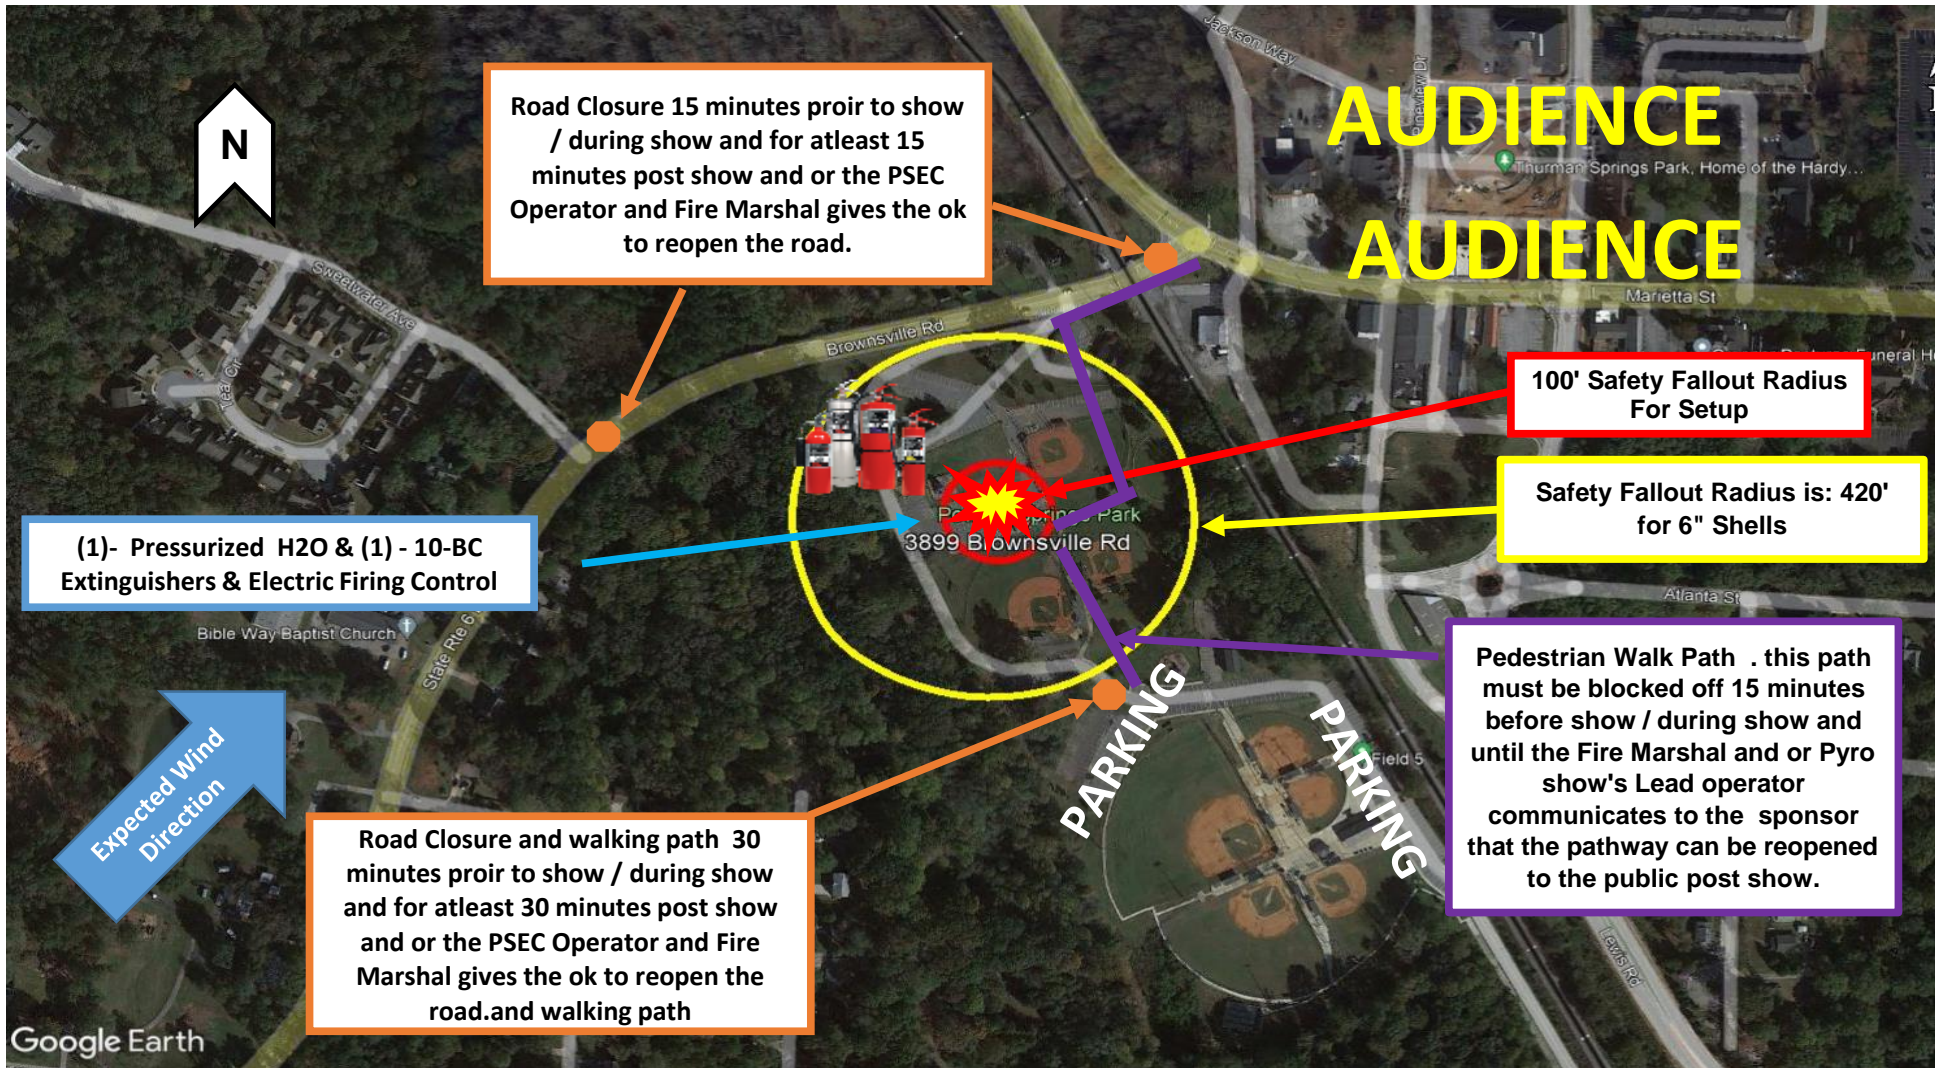 N
Road Closure 15 minutes proir to show
/ during show and for atleast 15
minutes post show and or the PSEC
Operator and Fire Marshal gives the ok
to reopen the road.
Jackson Way
Pineview Dr
AUDIENCE
Thurman Springs Park, Home of the Hardy...
AUDIENCE
Marietta St
Sweetwater Ave
Brownsville Rd
Tear Cir
Funeral H
100' Safety Fallout Radius
For Setup
Safety Fallout Radius is: 420'
for 6" Shells
Park
3899 Brownsville Rd
(1)- Pressurized H2O & (1) - 10-BC
Extinguishers & Electric Firing Control
Atlanta St
Bible Way Baptist Church
State Rte 6
Pedestrian Walk Path . this path
must be blocked off 15 minutes
before show / during show and
until the Fire Marshal and or Pyro
show's Lead operator
communicates to the sponsor
that the pathway can be reopened
to the public post show.
PARKING
PARKING
Field 5
Expected Wind
Direction
Road Closure and walking path 30
minutes proir to show / during show
and for atleast 30 minutes post show
and or the PSEC Operator and Fire
Marshal gives the ok to reopen the
road.and walking path
Lewis Rd
Google Earth